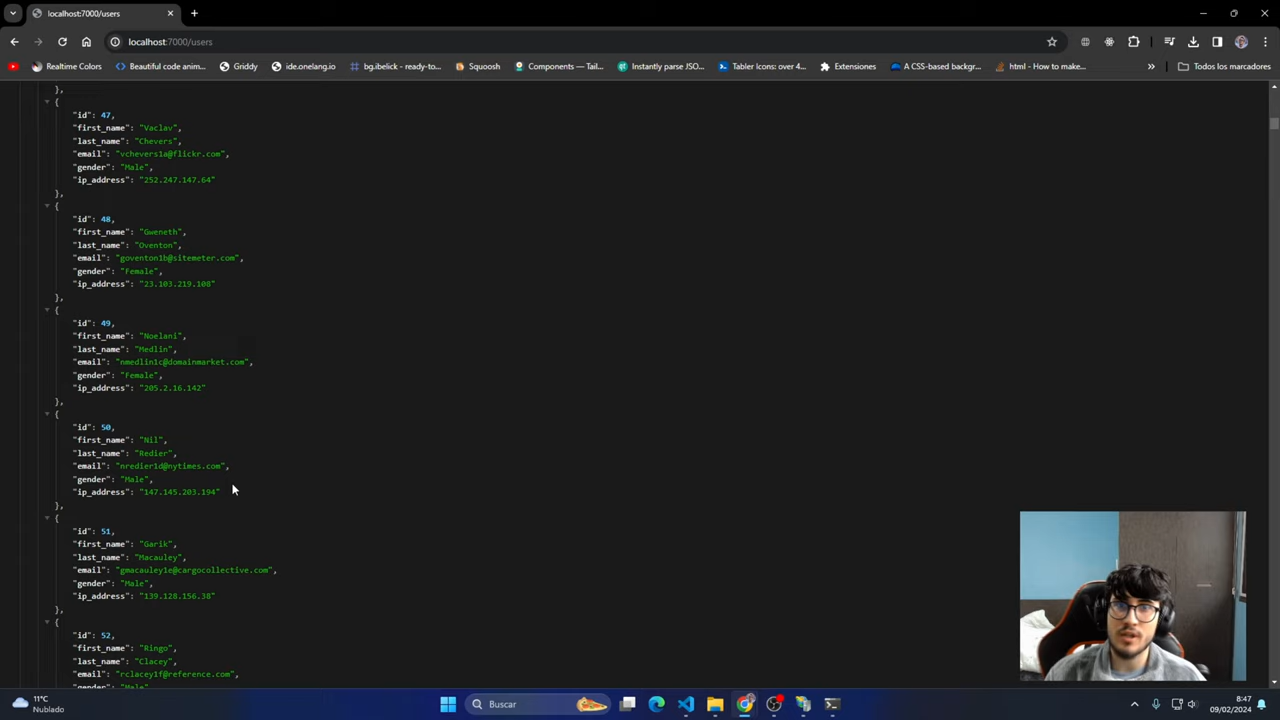 localhost:7000/users
localhost:7000/users
Realtime Colors
Beautiful code anim...
Griddy
ide.onelang.io
bg.ibelick - ready-to...
Squoosh
Components — Tail...
Instantly parse JSO...
Tabler Icons: over 4...
Extensiones
A CSS-based backgr...
html - How to make...
Todos los marcadores
},
{
"id": 47,
"first_name": "Vaclav",
"last_name": "Chevers",
"email": "vchevers1a@flickr.com",
"gender": "Male",
"ip_address": "252.247.147.64"
},
{
"id": 48,
"first_name": "Gweneth",
"last_name": "Oventon",
"email": "goventon1b@sitemeter.com",
"gender": "Female",
"ip_address": "23.103.219.108"
},
{
"id": 49,
"first_name": "Noelani",
"last_name": "Medlin",
"email": "nmedlin1c@domainmarket.com",
"gender": "Female",
"ip_address": "205.2.16.142"
},
{
"id": 50,
"first_name": "Nil",
"last_name": "Redier",
"email": "nredier1d@nytimes.com",
"gender": "Male",
"ip_address": "147.145.203.194"
},
{
"id": 51,
"first_name": "Garik",
"last_name": "Macauley",
"email": "gmacauley1e@cargocollective.com",
"gender": "Male",
"ip_address": "139.128.156.38"
},
{
"id": 52,
"first_name": "Ringo",
"last_name": "Clacey",
"email": "rclacey1f@reference.com",
"gender": "Male",
11°C
Nublado
Buscar
8:47
09/02/2024